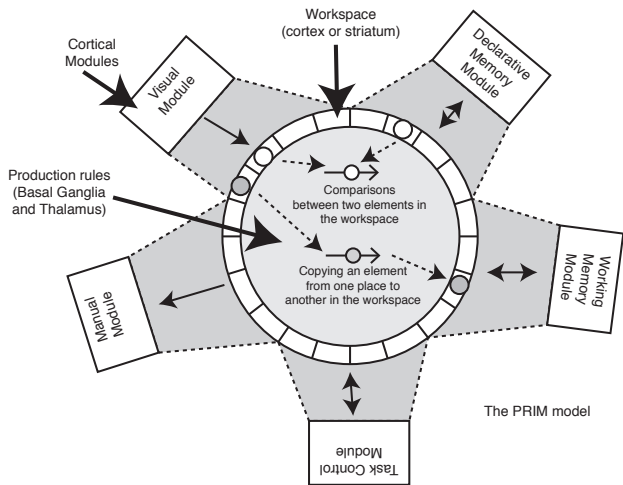 Workspace
(cortex or striatum)
Cortical
Modules
Visual
Module
Declarative
Memory
Module
Production rules
(Basal Ganglia
and Thalamus)
Comparisons
between two elements in
the workspace
Copying an element
from one place to
another in the workspace
Manual
Module
Working
Memory
Module
Task Control
Module
The PRIM model